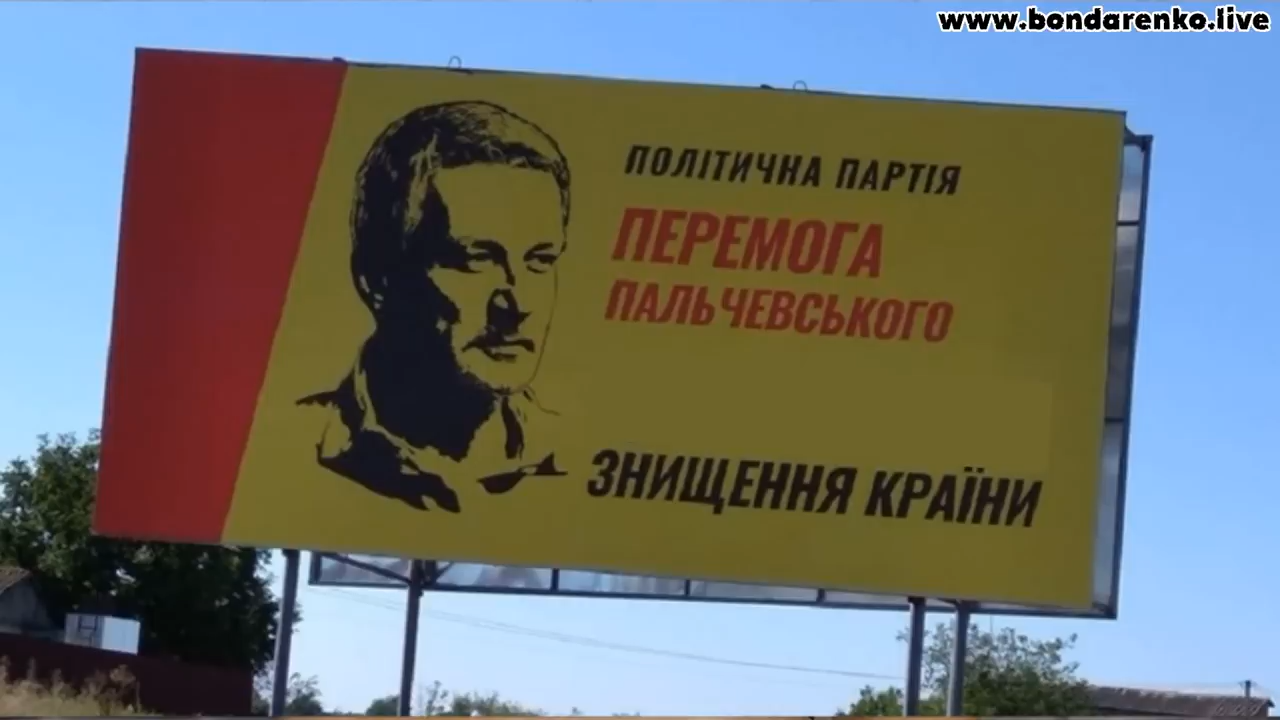 www.bondarenko.live
ПОЛІТИЧНА ПАРТІЯ
ПЕРЕМОГА
ПАЛЬЧЕВСЬКОГО
ЗНИЩЕННЯ КРАЇНИ